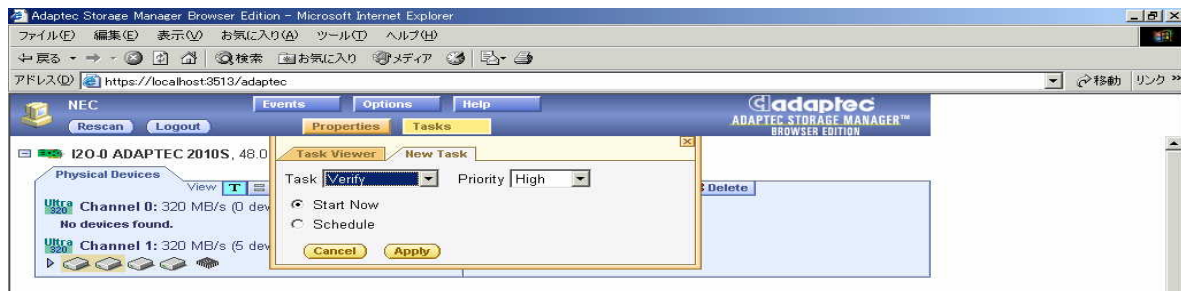 Adaptec Storage Manager Browser Edition - Microsoft Internet Explorer
ファイル(F) 編集(E) 表示(V) お気に入り(A) ツール(T) ヘルプ(H)
戻る 検索 お気に入り メディア
アドレス(D) https://localhost:3513/adaptec 移動 リンク »
NEC Events Options Help adaptec
Rescan Logout Properties Tasks ADAPTEC STORAGE MANAGER™
BROWSER EDITION
I2O-0 ADAPTEC 2010S, 48.0
Task Viewer New Task
Physical Devices
View T
Task Verify Priority High
Delete
Ultra 320 Channel 0: 320 MB/s (0 dev
Start Now
No devices found.
Schedule
Ultra 320 Channel 1: 320 MB/s (5 dev
Cancel Apply